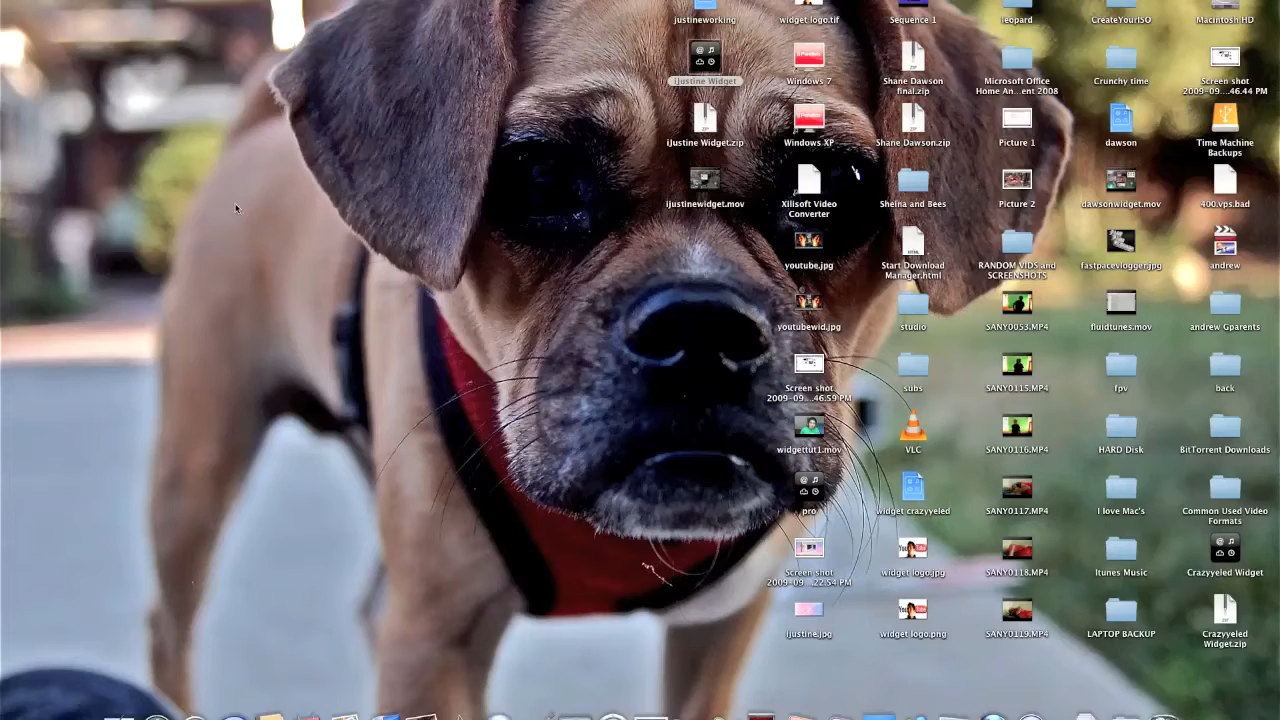 justineworking
widget logo.tif
Sequence 1
leopard
CreateYourISO
Macintosh HD
iJustine Widget
Windows 7
Shane Dawson
final.zip
Microsoft Office
Home An...ent 2008
Crunchy time
Screen shot
2009-09....46.44 PM
iJustine Widget.zip
Windows XP
Shane Dawson.zip
Picture 1
dawson
Time Machine
Backups
ijustinewidget.mov
Xilisoft Video
Converter
Sheina and Bees
Picture 2
dawsonwidget.mov
400.vps.bad
youtube.jpg
Start Download
Manager.html
RANDOM VIDS and
SCREENSHOTS
fastpacevlogger.jpg
andrew
youtubewid.jpg
studio
SANY0053.MP4
fluidtunes.mov
andrew Gparents
Screen shot
2009-09....46.59 PM
subs
SANY0115.MP4
fpv
back
widgettut1.mov
VLC
SANY0116.MP4
HARD Disk
BitTorrent Downloads
pro
widget crazyyeled
SANY0117.MP4
I love Mac's
Common Used Video
Formats
Screen shot
2009-09....22.54 PM
widget logo.jpg
SANY0118.MP4
Itunes Music
Crazyyeled Widget
ijustine.jpg
widget logo.png
SANY0119.MP4
LAPTOP BACKUP
Crazyyeled
Widget.zip